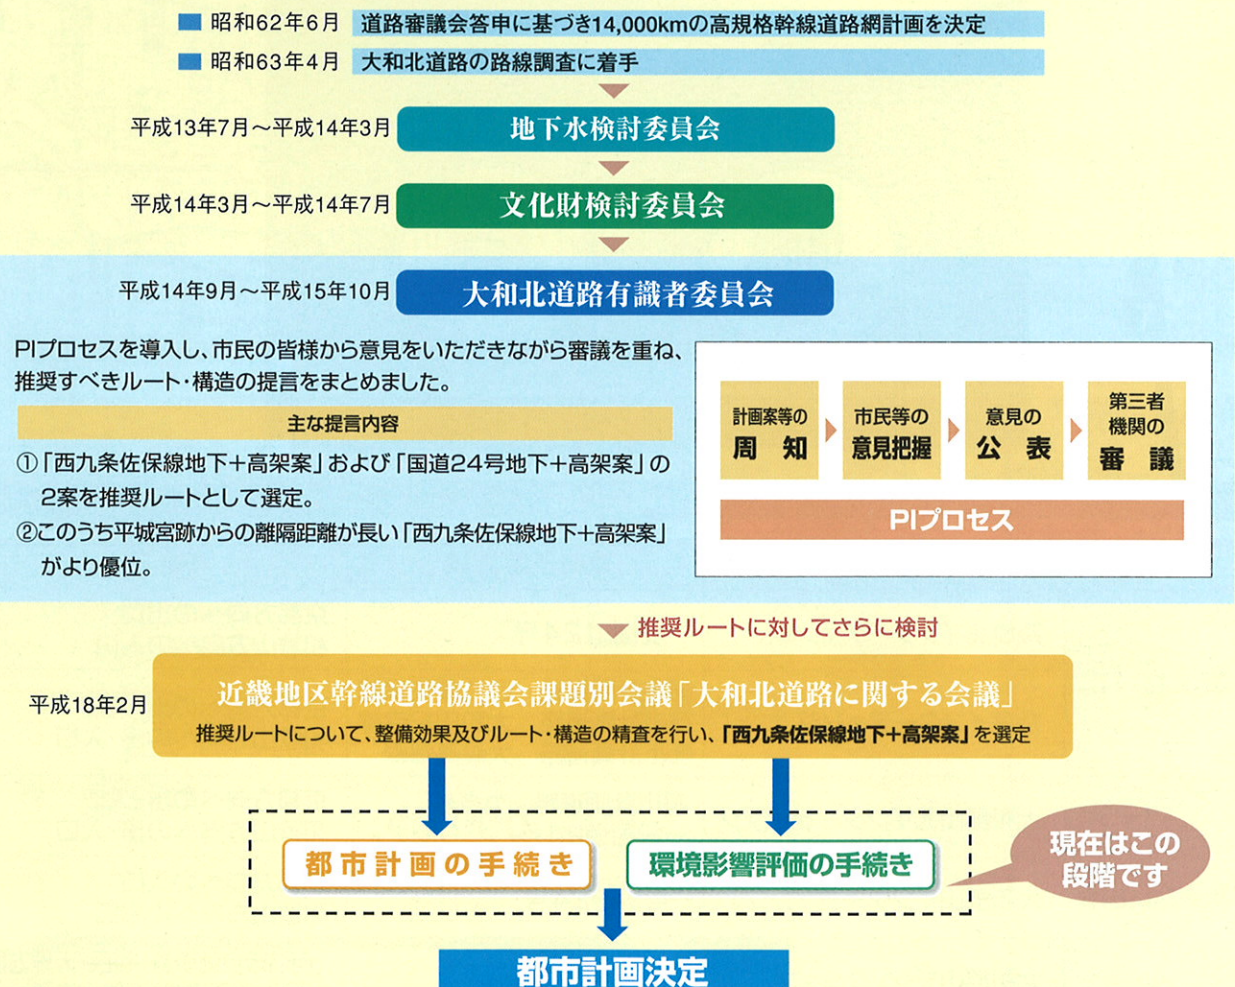 昭和62年6月 道路審議会答申に基づき14,000kmの高規格幹線道路網計画を決定
昭和63年4月 大和北道路の路線調査に着手
平成13年7月～平成14年3月 地下水検討委員会
平成14年3月～平成14年7月 文化財検討委員会
平成14年9月～平成15年10月 大和北道路有識者委員会
PIプロセスを導入し、市民の皆様から意見をいただきながら審議を重ね、
推奨すべきルート・構造の提言をまとめました。
主な提言内容
①「西九条佐保線地下＋高架案」および「国道24号地下＋高架案」の
2案を推奨ルートとして選定。
②このうち平城宮跡からの離隔距離が長い「西九条佐保線地下＋高架案」
がより優位。
計画案等の
周 知
市民等の
意見把握
意見の
公 表
第三者
機関の
審 議
PIプロセス
推奨ルートに対してさらに検討
平成18年2月
近畿地区幹線道路協議会課題別会議「大和北道路に関する会議」
推奨ルートについて、整備効果及びルート・構造の精査を行い、「西九条佐保線地下＋高架案」を選定
都市計画の手続き
環境影響評価の手続き
現在はこの
段階です
都市計画決定